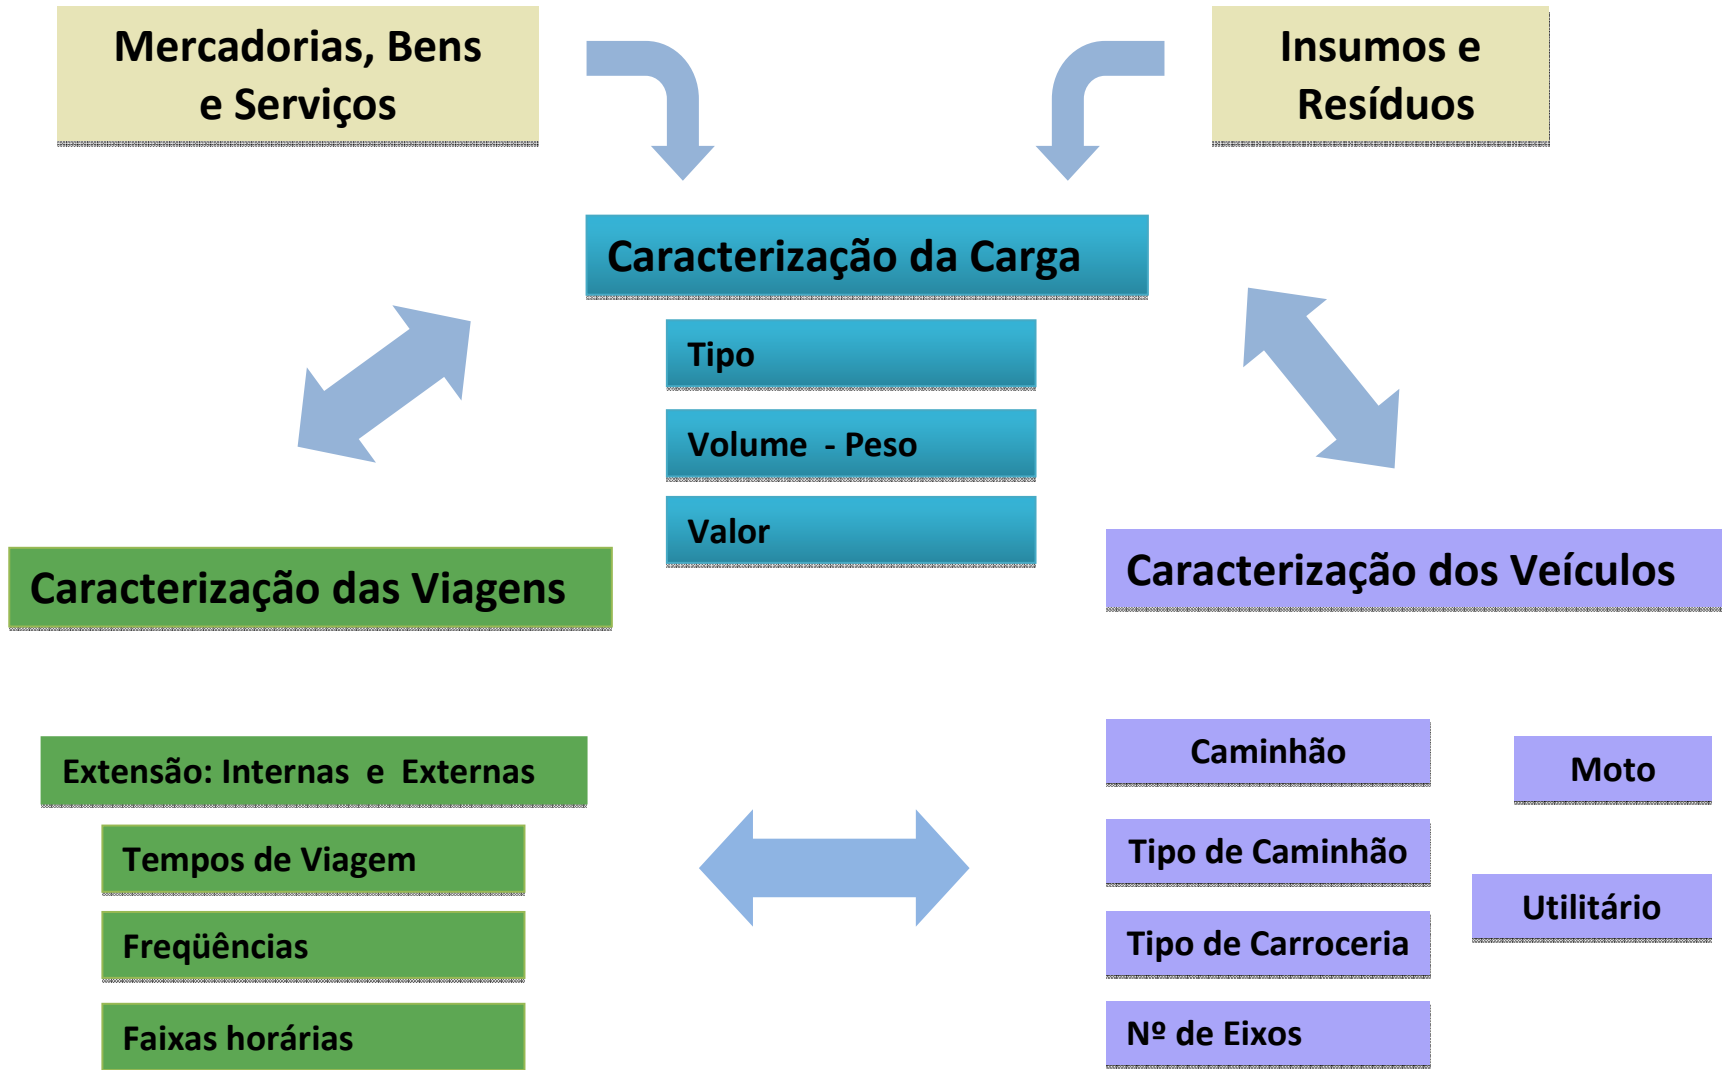 Mercadorias, Bens
e Serviços
Insumos e
Resíduos
Caracterização da Carga
Tipo
Volume - Peso
Valor
Caracterização das Viagens
Caracterização dos Veículos
Extensão: Internas e Externas
Tempos de Viagem
Freqüências
Faixas horárias
Caminhão
Moto
Tipo de Caminhão
Utilitário
Tipo de Carroceria
Nº de Eixos